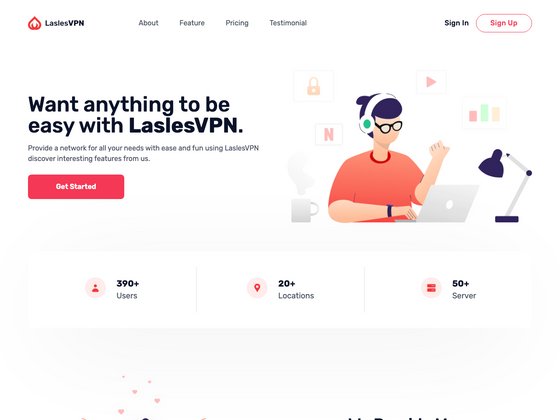 LaslesVPN
About
Feature
Pricing
Testimonial
Sign In
Sign Up
Want anything to be
easy with LaslesVPN.
Provide a network for all your needs with ease and fun using LaslesVPN
discover interesting features from us.
Get Started
N
390+
Users
20+
Locations
50+
Server